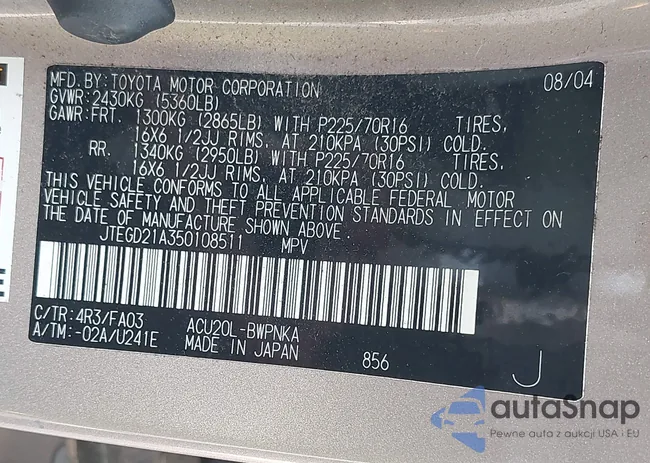 MFD. BY: TOYOTA MOTOR CORPORATION 08/04
GVWR: 2430KG (5360LB)
GAWR: FRT. 1300KG (2865LB) WITH P225/70R16 TIRES,
16X6 1/2JJ RIMS, AT 210KPA (30PSI) COLD.
RR. 1340KG (2950LB) WITH P225/70R16 TIRES,
16X6 1/2JJ RIMS, AT 210KPA (30PSI) COLD.
THIS VEHICLE CONFORMS TO ALL APPLICABLE FEDERAL MOTOR
VEHICLE SAFETY AND THEFT PREVENTION STANDARDS IN EFFECT ON
THE DATE OF MANUFACTURE SHOWN ABOVE.
JTEGD21A350108511 MPV
C/TR: 4R3/FA03 ACU20L-BWPNKA
A/TM: -02A/U241E MADE IN JAPAN 856 J
autaSnap
Pewne auta z aukcji USA i EU